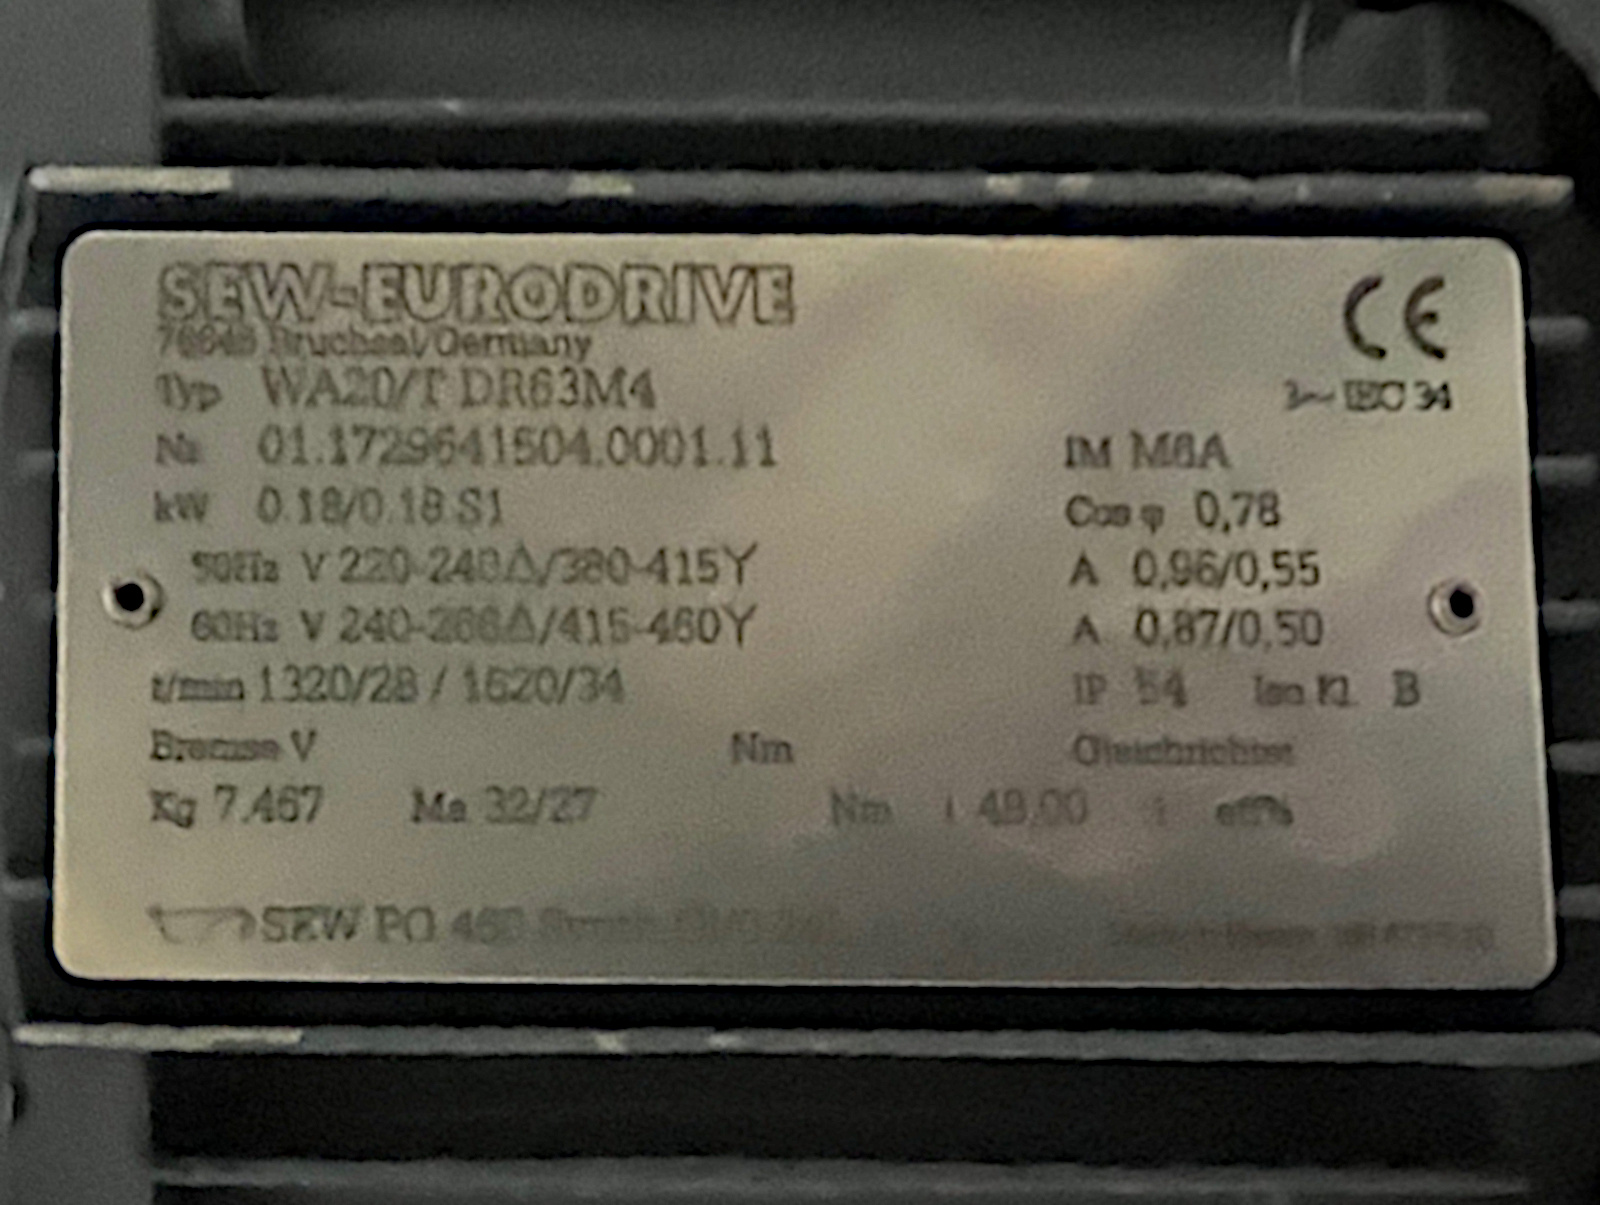 SEW-EURODRIVE
Bruchsal/Germany
CE
Typ WA20/T DR63M4
3~ IEC 34
Nr 01.1729641504.0001.11 IM M6A
kW 0.18/0.18 S1 Cos φ 0,78
50Hz V 220-240Δ/380-415Y A 0,96/0,55
60Hz V 240-266Δ/415-460Y A 0,87/0,50
r/min 1320/28 / 1620/34 IP 54 Iso Kl. B
Bremse V Nm Gleichrichter
Kg 7.467 Ma 32/27 Nm i 48,00 : eff%
SEW PO